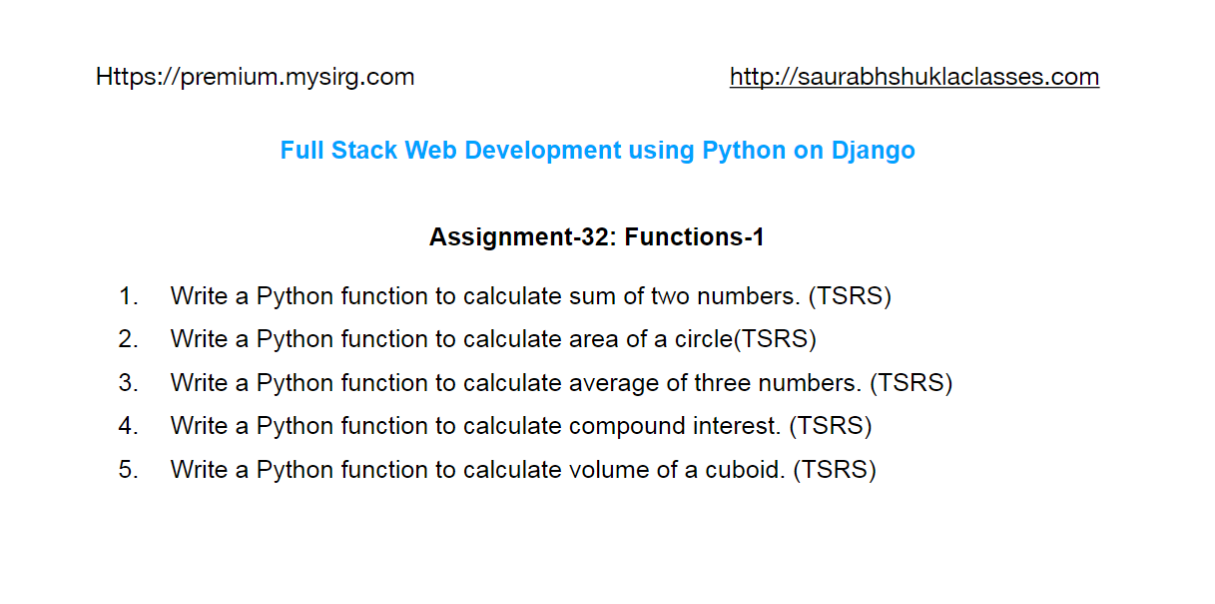 Https://premium.mysirg.com http://saurabhshuklaclasses.com
Full Stack Web Development using Python on Django
Assignment-32: Functions-1
1. Write a Python function to calculate sum of two numbers. (TSRS)
2. Write a Python function to calculate area of a circle(TSRS)
3. Write a Python function to calculate average of three numbers. (TSRS)
4. Write a Python function to calculate compound interest. (TSRS)
5. Write a Python function to calculate volume of a cuboid. (TSRS)